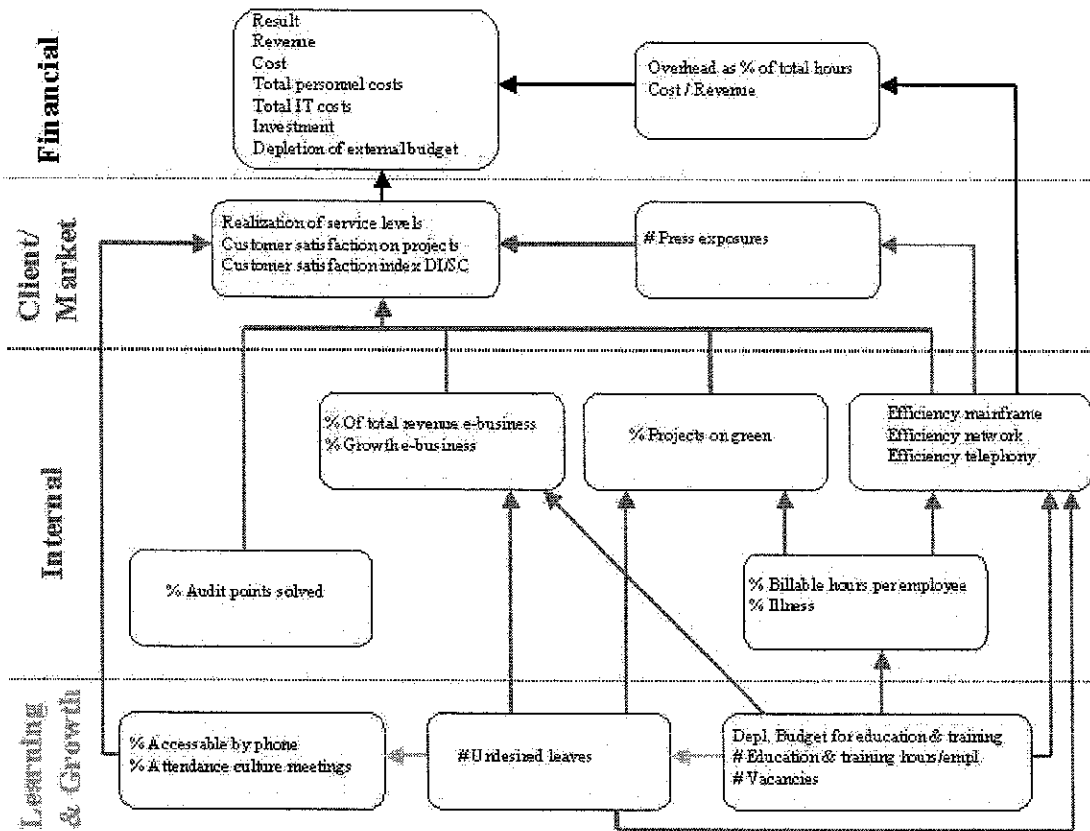 Financial
Result
Revenue
Cost
Total personnel costs
Total IT costs
Investment
Depletion of external budget
Overhead as % of total hours
Cost / Revenue
Client/
Market
Realization of service levels
Customer satisfaction on projects
Customer satisfaction index DI/SC
# Press exposures
Internal
% Of total revenue e-business
% Growth e-business
% Projects on green
Efficiency mainframe
Efficiency network
Efficiency telephony
% Audit points solved
% Billable hours per employee
% Illness
Learning
& Growth
% Accessable by phone
% Attendance culture meetings
# Undesired leaves
Depl. Budget for education & training
# Education & training hours/empl.
# Vacancies